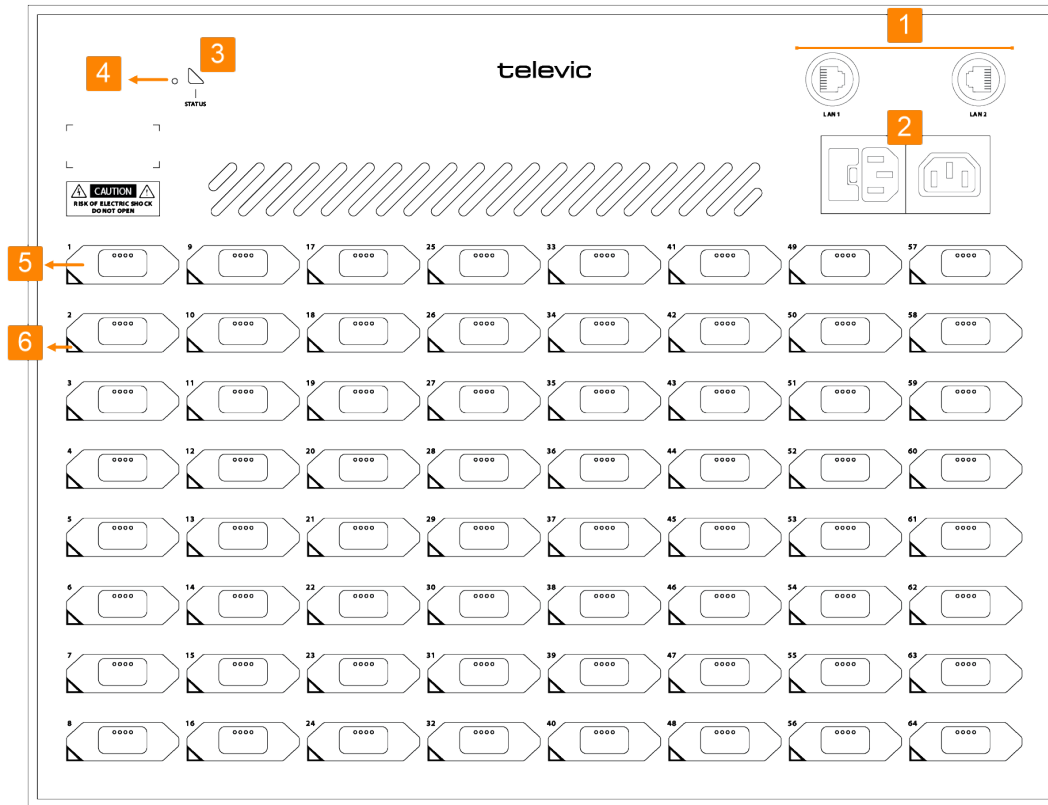 1
3
4
televic
STATUS
LAN 1
LAN 2
2
CAUTION
RISK OF ELECTRIC SHOCK
DO NOT OPEN
1 9 17 25 33 41 49 57
5
2 10 18 26 34 42 50 58
6
3 11 19 27 35 43 51 59
4 12 20 28 36 44 52 60
5 13 21 29 37 45 53 61
6 14 22 30 38 46 54 62
7 15 23 31 39 47 55 63
8 16 24 32 40 48 56 64